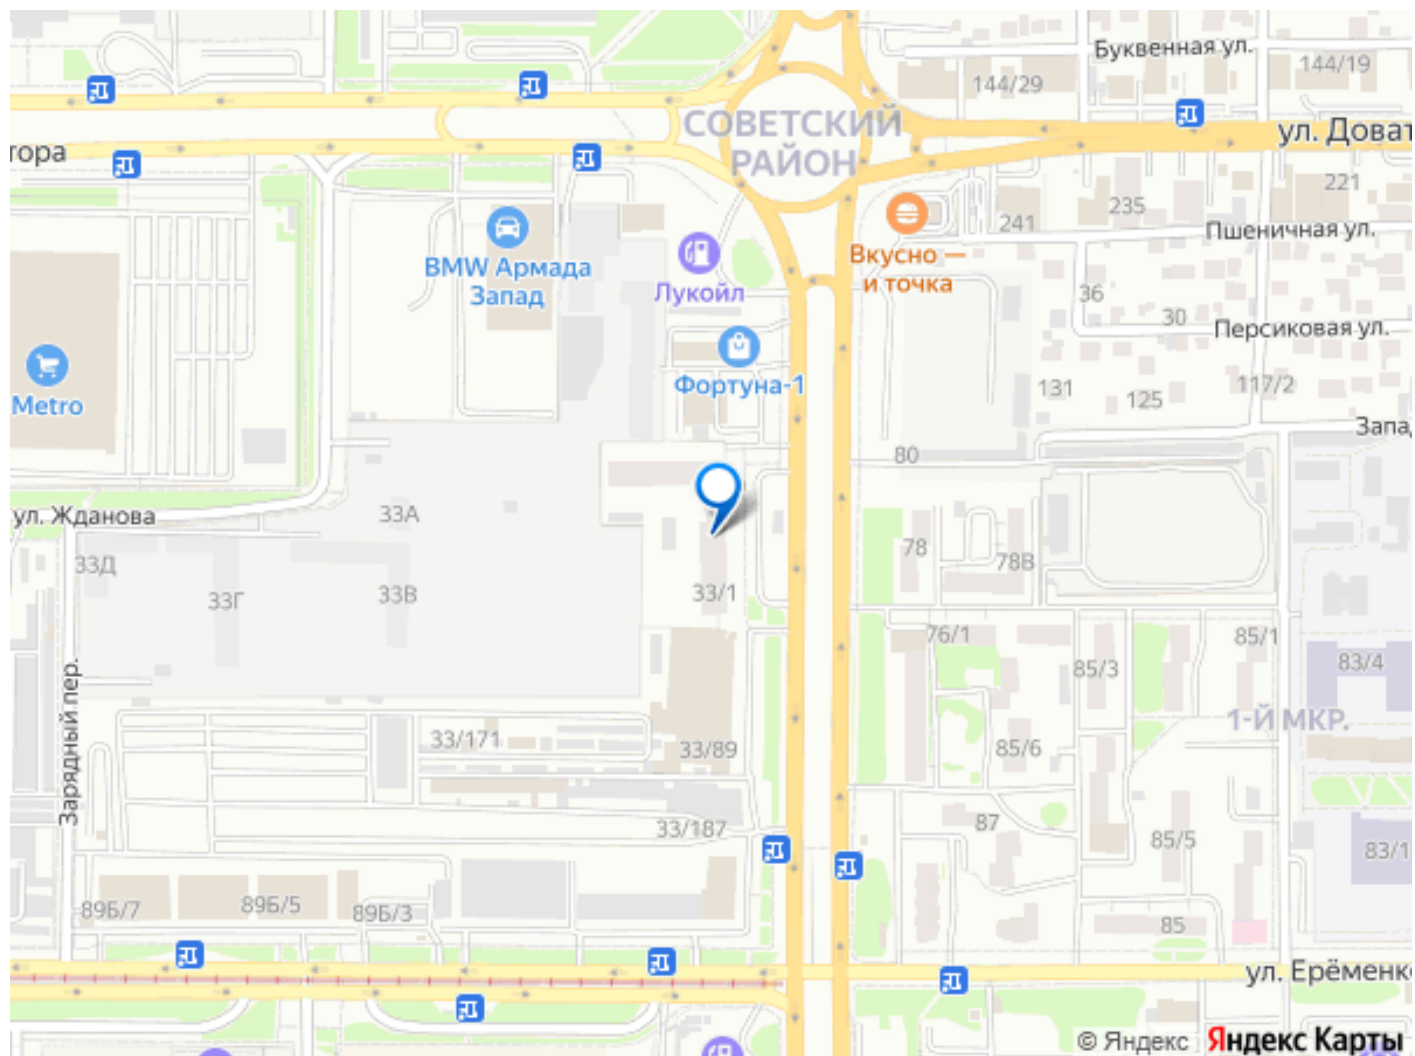 Буквенная ул.
144/19
144/29
СОВЕТСКИЙ
РАЙОН
ул. Доват
тора
221
235
241
Пшеничная ул.
BMW Армада
Запад
Лукойл
Вкусно —
и точка
36
30
Персиковая ул.
Metro
Фортуна-1
131
125
117/2
Запад
80
ул. Жданова
33А
78
78В
33Д
33Г
33В
33/1
76/1
85/1
85/3
83/4
Зарядный пер.
1-Й МКР.
33/171
33/89
85/6
33/187
87
85/5
83/1
89Б/7
89Б/5
89Б/3
85
ул. Ерёменко
© Яндекс
Яндекс Карты